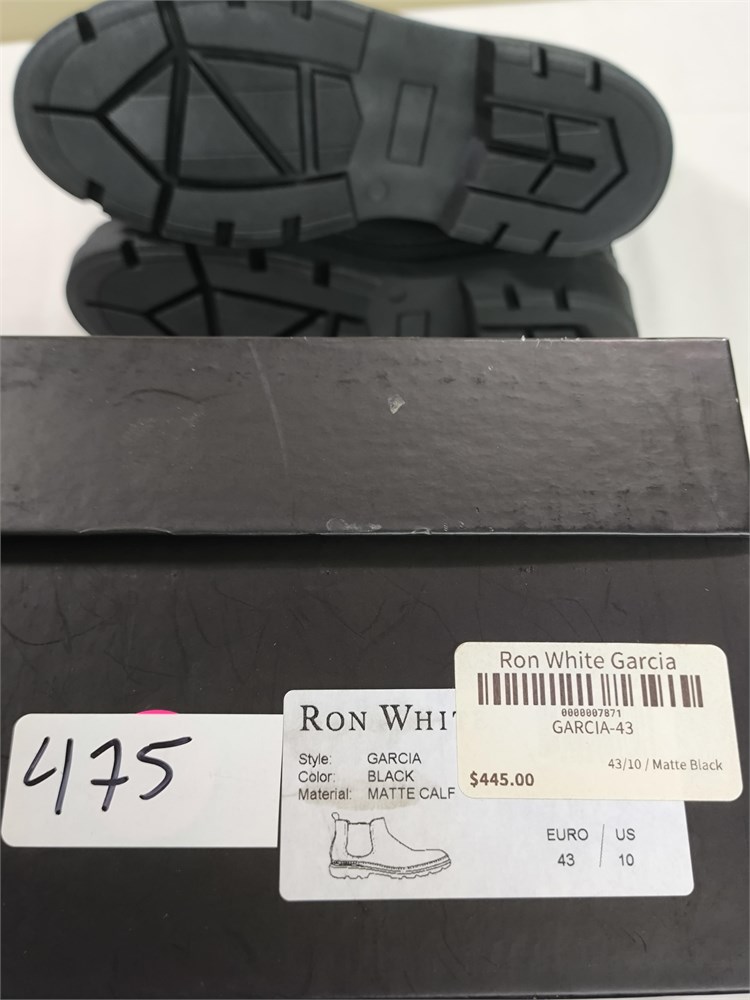 Ron White Garcia
0000007871
GARCIA-43
43/10 / Matte Black
$445.00
475
RON WHI
Style: GARCIA
Color: BLACK
Material: MATTE CALF
EURO / US
43 / 10